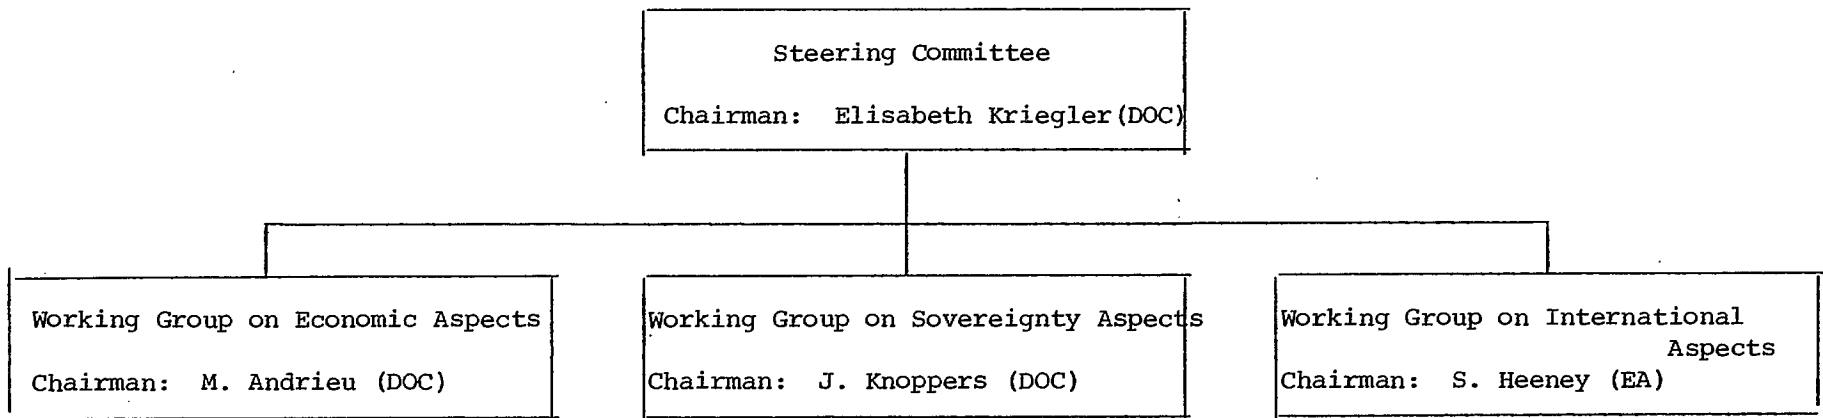 Steering Committee
Chairman: Elisabeth Kriegler (DOC)
Working Group on Economic Aspects
Chairman: M. Andrieu (DOC)
Working Group on Sovereignty Aspects
Chairman: J. Knoppers (DOC)
Working Group on International
Aspects
Chairman: S. Heeney (EA)